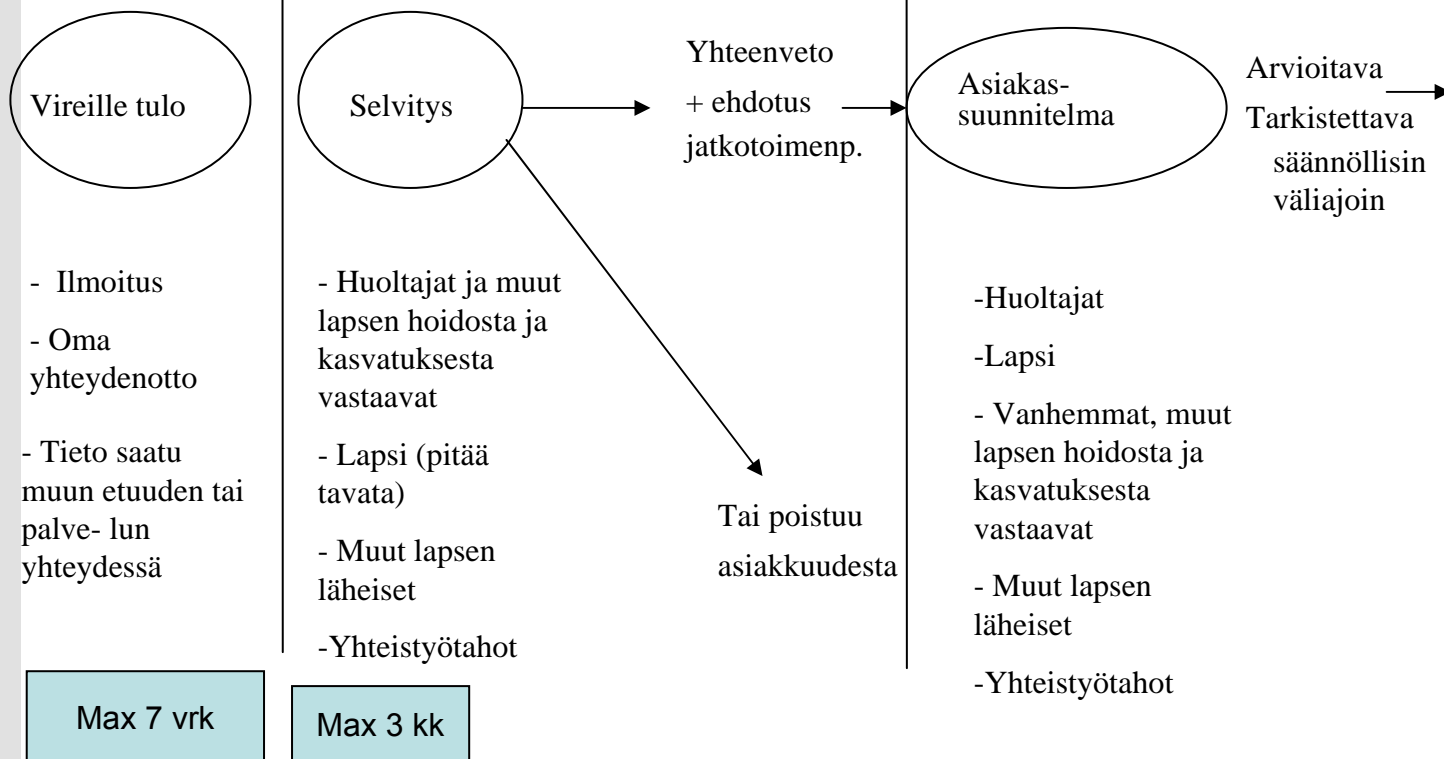 Vireille tulo
- Ilmoitus
- Oma
yhteydenotto
- Tieto saatu
muun etuuden tai
palve- lun
yhteydessä
Max 7 vrk
Selvitys
- Huoltajat ja muut
lapsen hoidosta ja
kasvatuksesta
vastaavat
- Lapsi (pitää
tavata)
- Muut lapsen
läheiset
-Yhteistyötahot
Max 3 kk
Yhteenveto
+ ehdotus
jatkotoimenp.
Tai poistuu
asiakkuudesta
Asiakas-
suunnitelma
-Huoltajat
-Lapsi
- Vanhemmat, muut
lapsen hoidosta ja
kasvatuksesta
vastaavat
- Muut lapsen
läheiset
-Yhteistyötahot
Arvioitava
Tarkistettava
säännöllisin
väliajoin